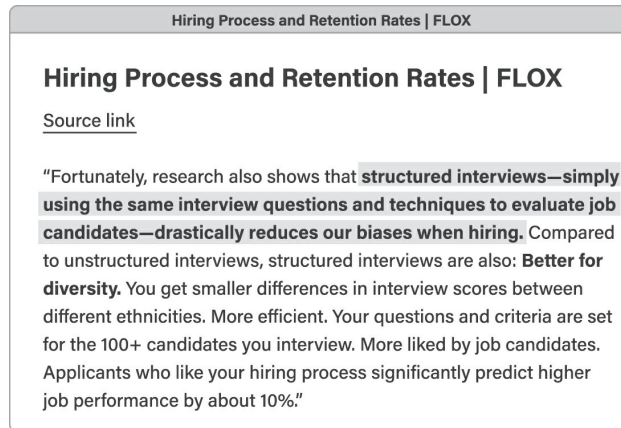 Hiring Process and Retention Rates | FLOX
Hiring Process and Retention Rates | FLOX
Source link
“Fortunately, research also shows that structured interviews—simply
using the same interview questions and techniques to evaluate job
candidates—drastically reduces our biases when hiring. Compared
to unstructured interviews, structured interviews are also: Better for
diversity. You get smaller differences in interview scores between
different ethnicities. More efficient. Your questions and criteria are set
for the 100+ candidates you interview. More liked by job candidates.
Applicants who like your hiring process significantly predict higher
job performance by about 10%.”